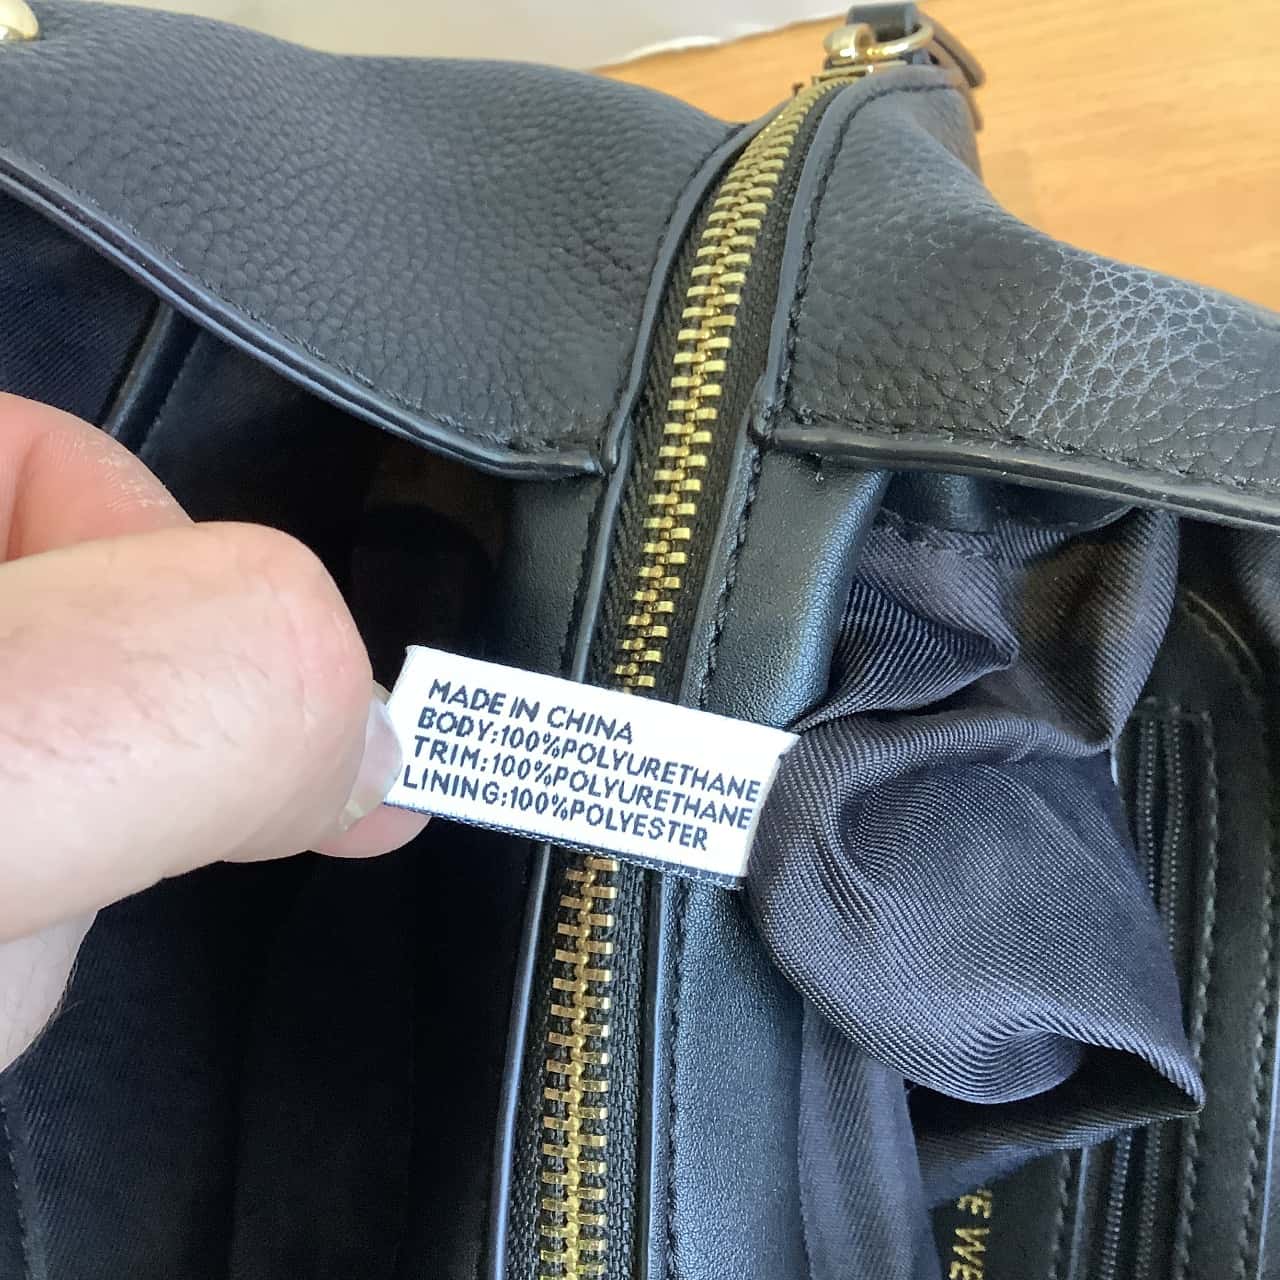 MADE IN CHINA
BODY:100%POLYURETHANE
TRIM:100%POLYURETHANE
LINING:100%POLYESTER